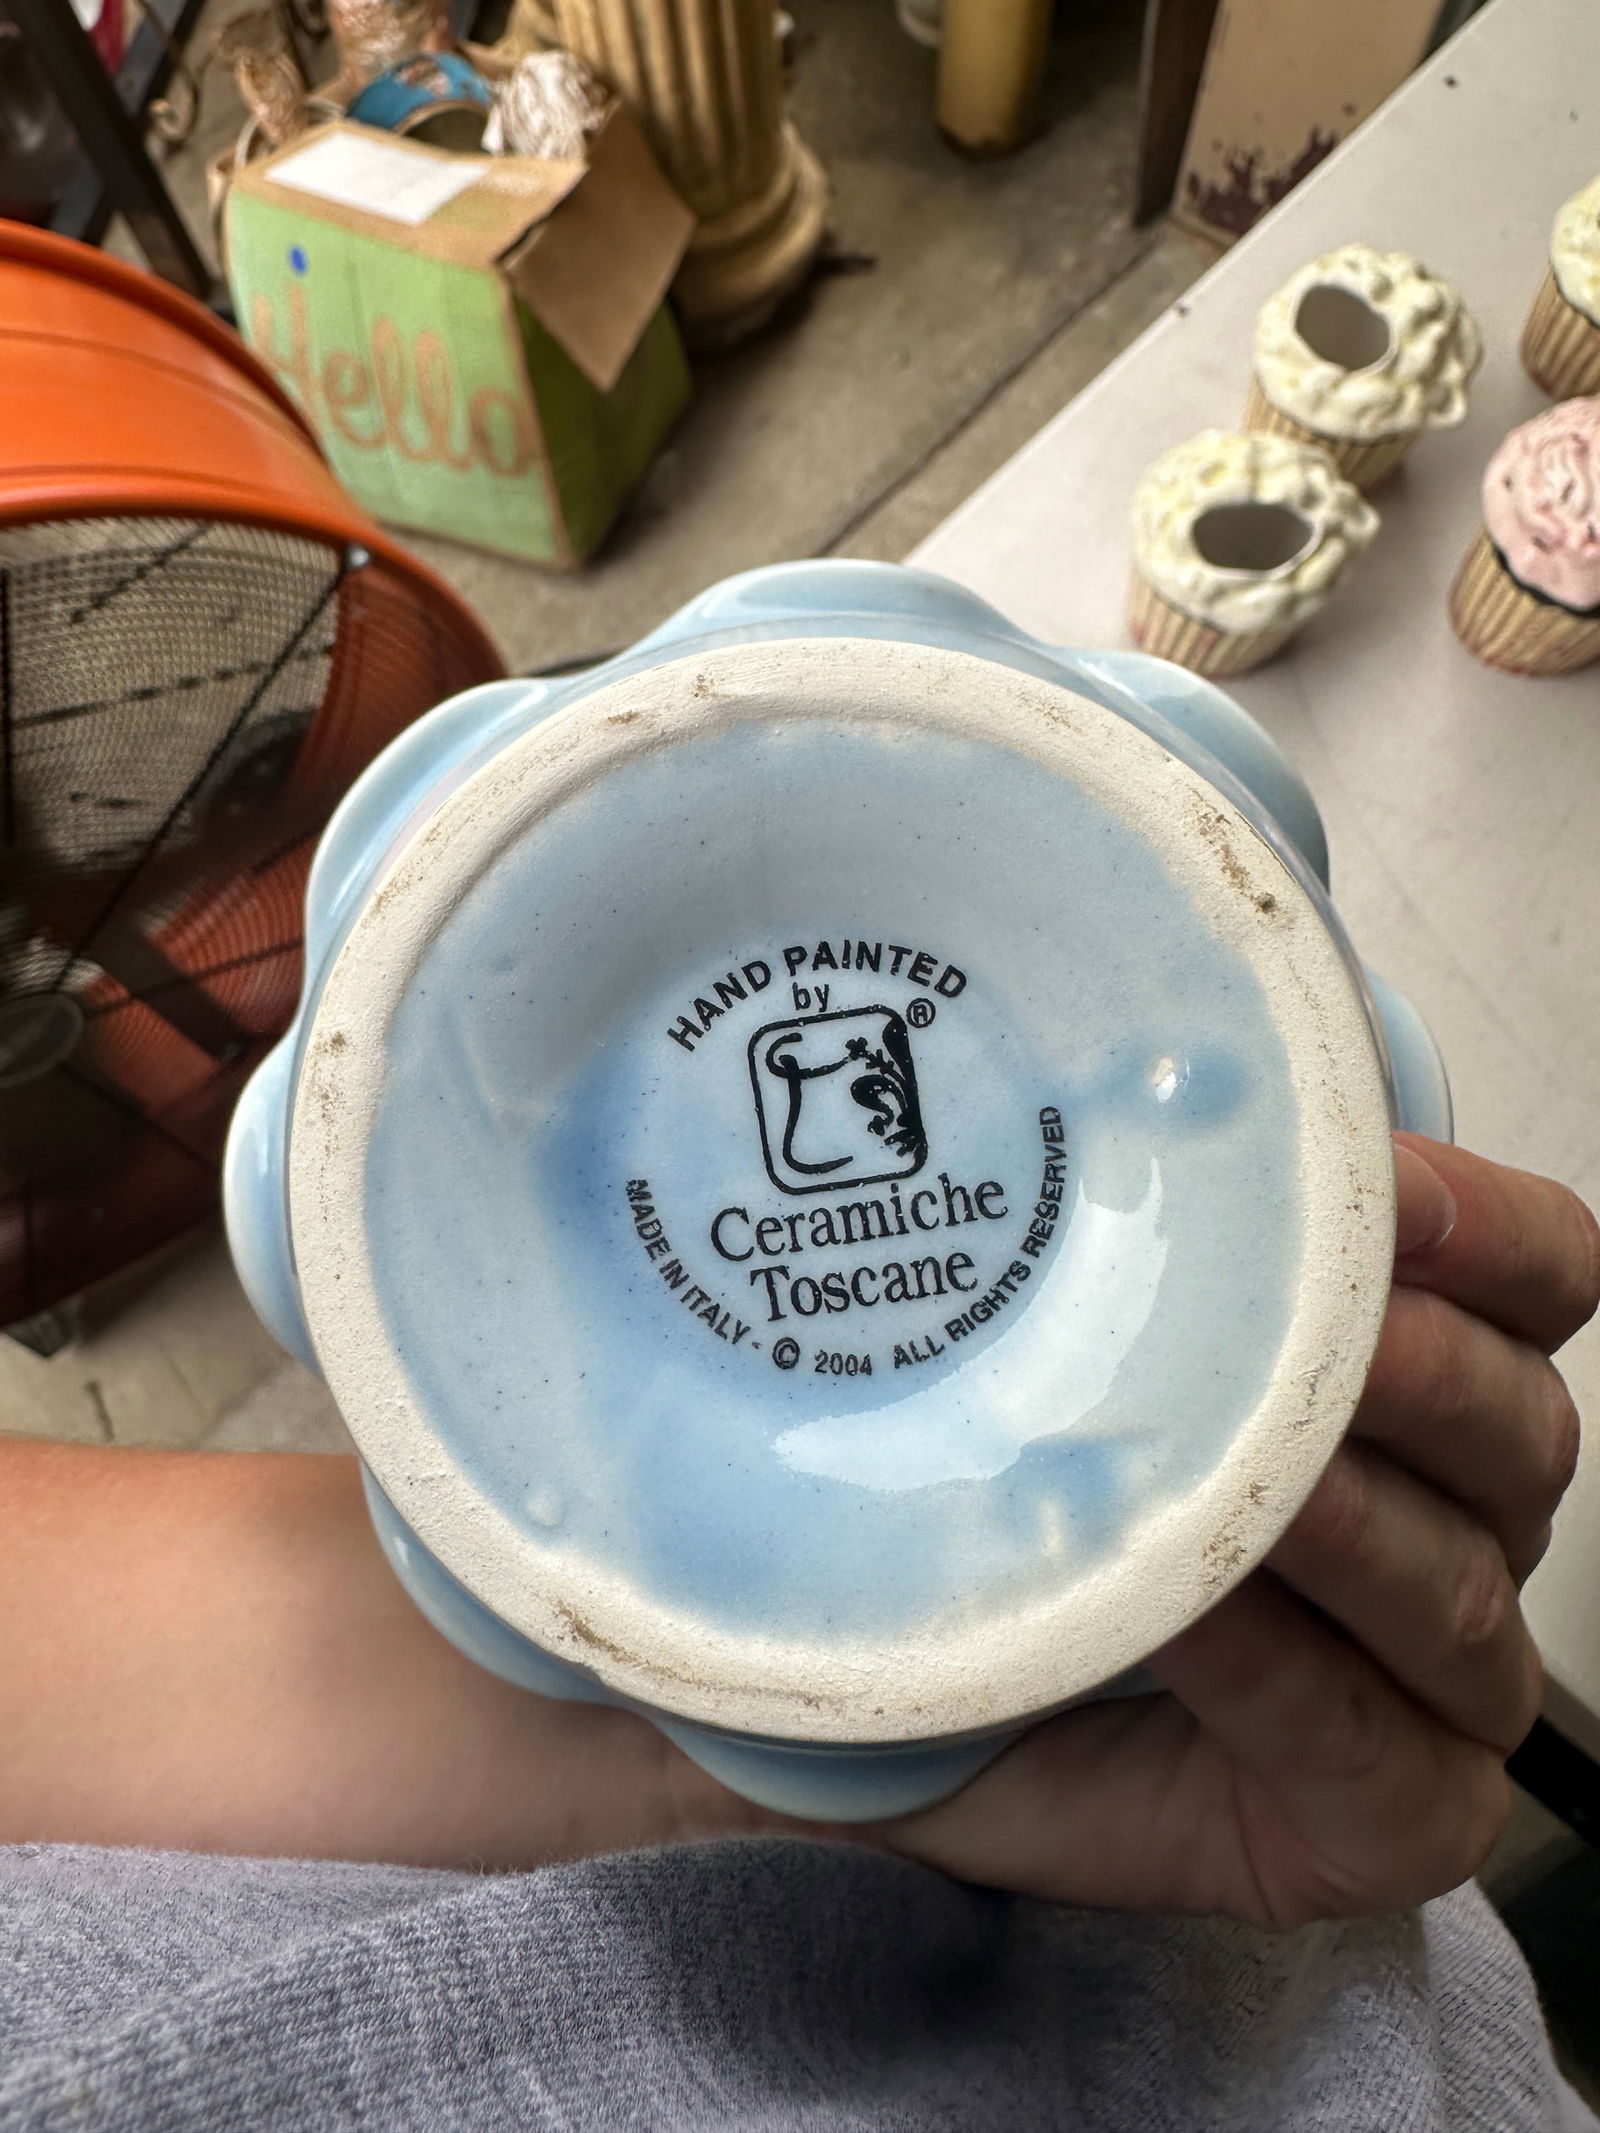 Hello
HAND PAINTED
by
®
Ceramiche
Toscane
MADE IN ITALY - © 2004 ALL RIGHTS RESERVED